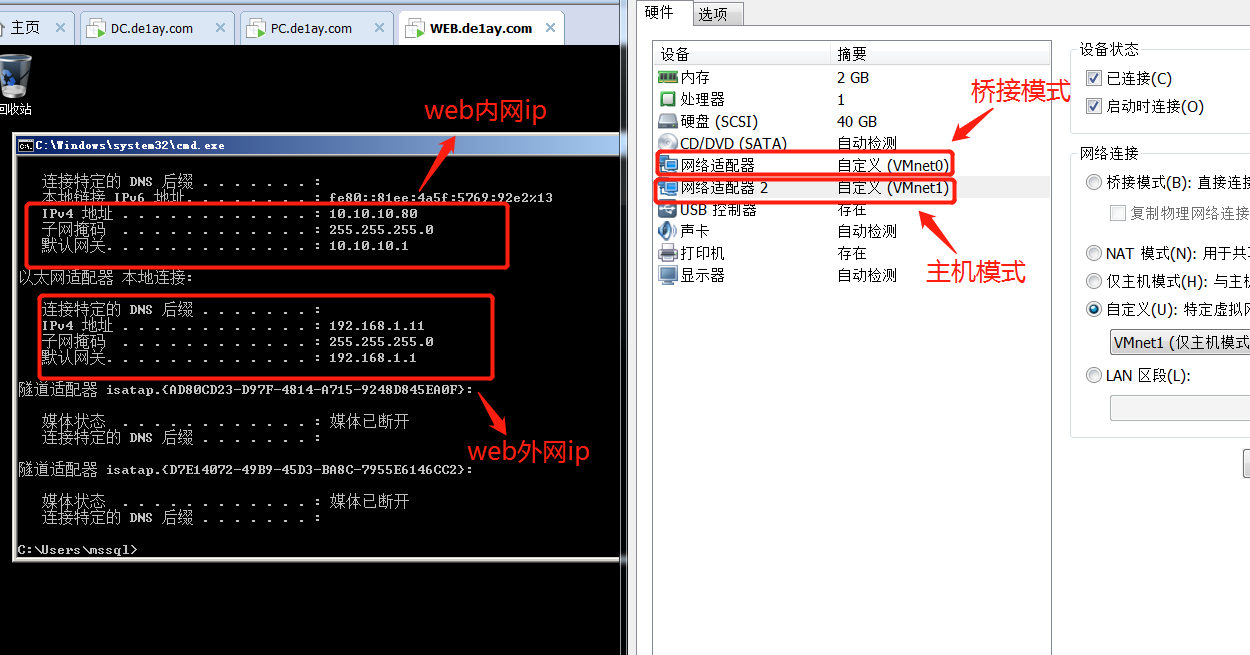 主页
DC.de1ay.com
PC.de1ay.com
WEB.de1ay.com
回收站
web内网ip
C:\Windows\system32\cmd.exe
连接特定的 DNS 后缀 . . . . . . . :
本地链接 IPv6 地址. . . . . . . . : fe80::81ee:4a5f:5769:92e2%13
IPv4 地址 . . . . . . . . . . . . : 10.10.10.80
子网掩码 . . . . . . . . . . . . : 255.255.255.0
默认网关. . . . . . . . . . . . . : 10.10.10.1
以太网适配器 本地连接:
连接特定的 DNS 后缀 . . . . . . . :
IPv4 地址 . . . . . . . . . . . . : 192.168.1.11
子网掩码 . . . . . . . . . . . . : 255.255.255.0
默认网关. . . . . . . . . . . . . : 192.168.1.1
隧道适配器 isatap.{AD80CD23-D97F-4814-A715-9248D845EA0F}:
媒体状态 . . . . . . . . . . . . : 媒体已断开
连接特定的 DNS 后缀 . . . . . . . :
web外网ip
隧道适配器 isatap.{D7E14072-49B9-45D3-BA8C-7955E6146CC2}:
媒体状态 . . . . . . . . . . . . : 媒体已断开
连接特定的 DNS 后缀 . . . . . . . :
C:\Users\mssql>
硬件
选项
设备 摘要
内存 2 GB
处理器 1
硬盘 (SCSI) 40 GB
CD/DVD (SATA) 自动检测
网络适配器 自定义 (VMnet0)
网络适配器 2 自定义 (VMnet1)
USB 控制器 存在
声卡 自动检测
打印机 存在
显示器 自动检测
桥接模式
主机模式
设备状态
已连接(C)
启动时连接(O)
网络连接
桥接模式(B): 直接连接
复制物理网络连接
NAT 模式(N): 用于共
仅主机模式(H): 与主机
自定义(U): 特定虚拟网
VMnet1 (仅主机模式
LAN 区段(L):